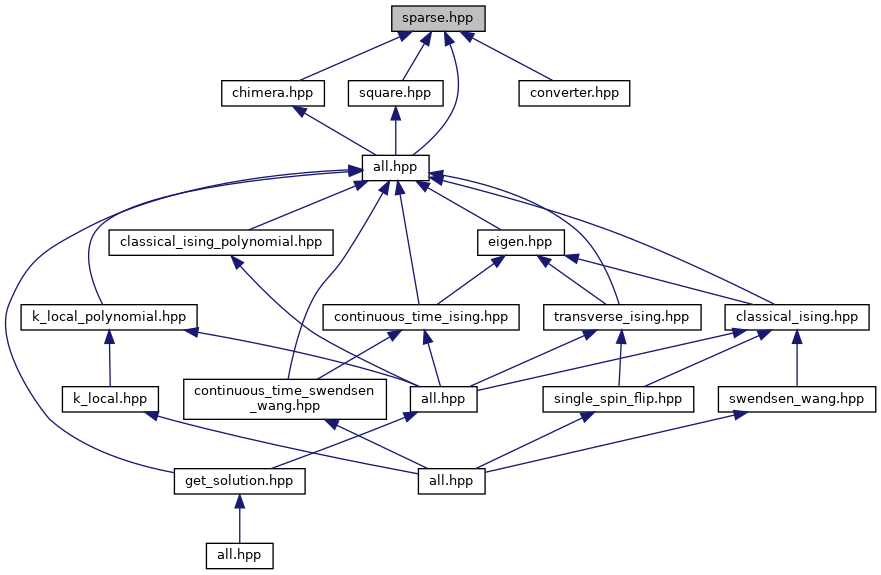 sparse.hpp
chimera.hpp
square.hpp
converter.hpp
all.hpp
classical_ising_polynomial.hpp
eigen.hpp
k_local_polynomial.hpp
continuous_time_ising.hpp
transverse_ising.hpp
classical_ising.hpp
k_local.hpp
continuous_time_swendsen
_wang.hpp
all.hpp
single_spin_flip.hpp
swendsen_wang.hpp
get_solution.hpp
all.hpp
all.hpp